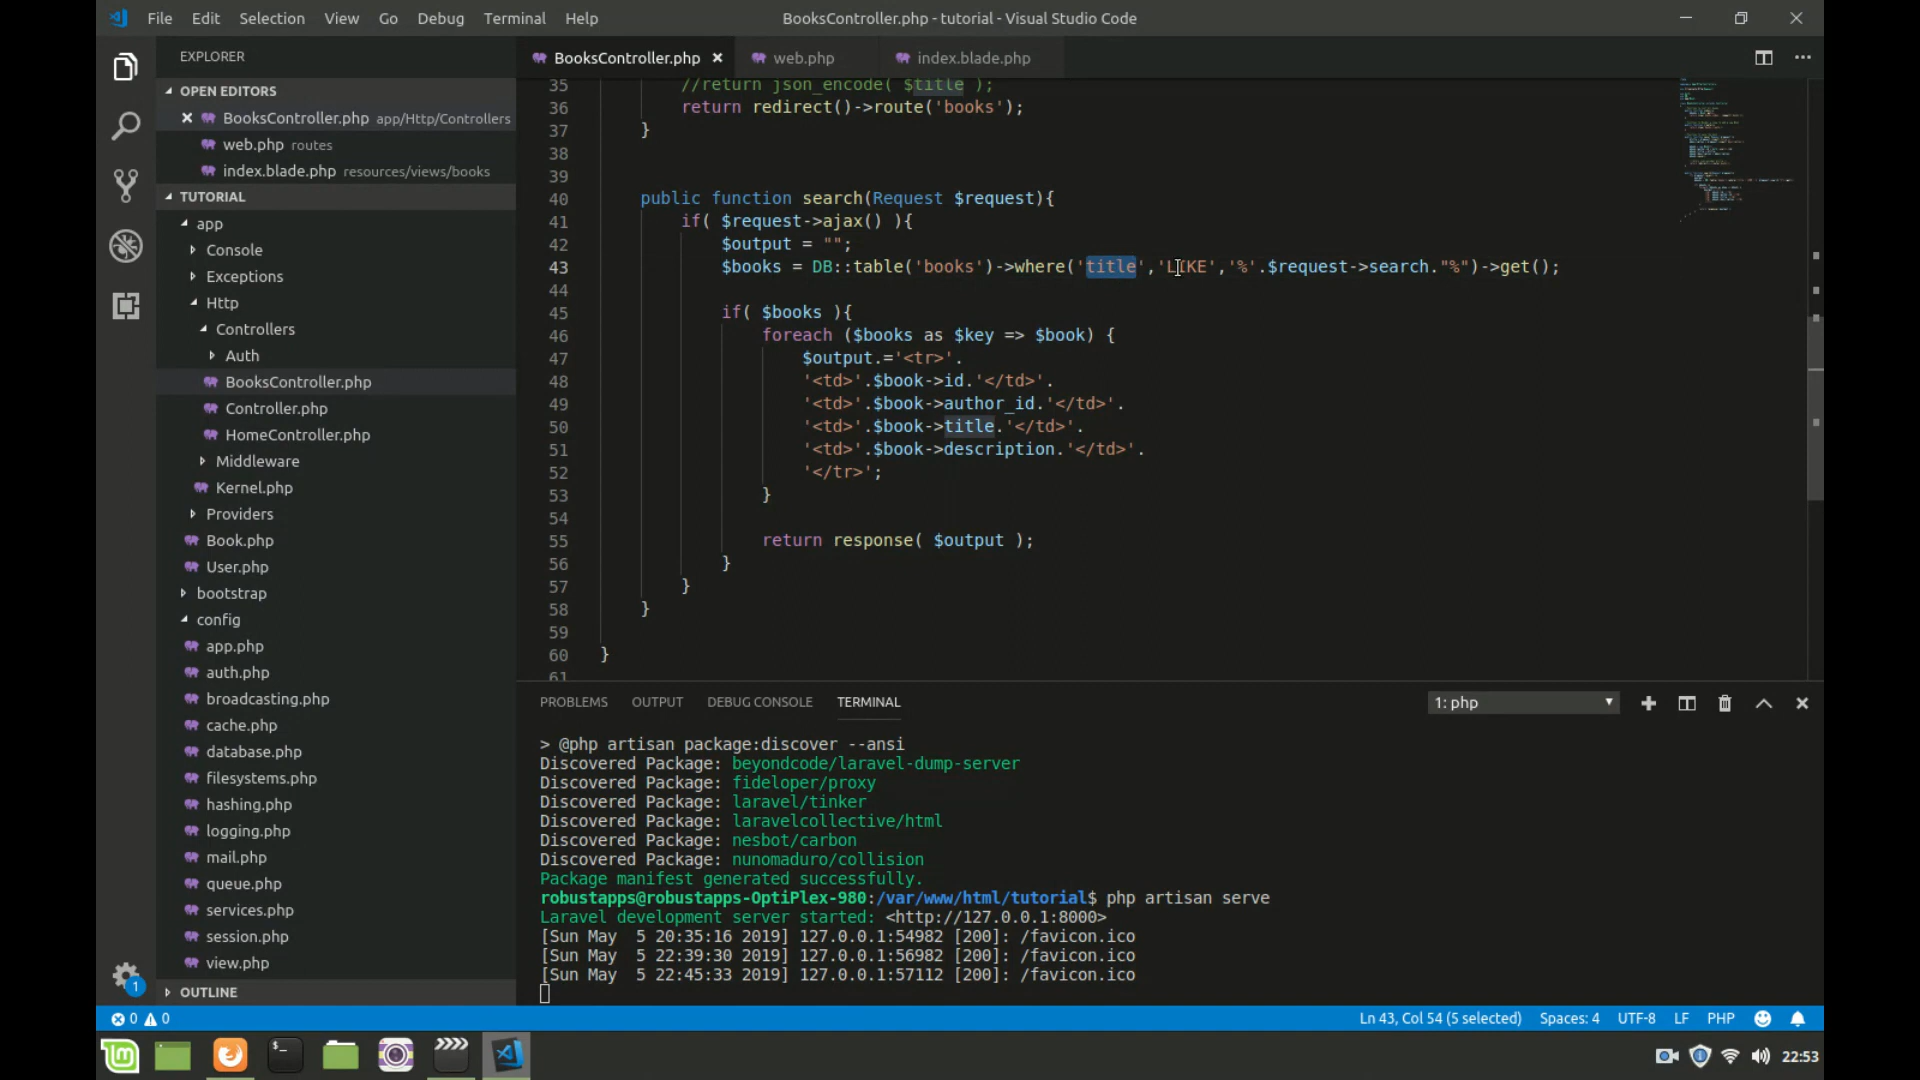 File Edit Selection View Go Debug Terminal Help
BooksController.php - tutorial - Visual Studio Code
EXPLORER
OPEN EDITORS
BooksController.php app/Http/Controllers
web.php routes
index.blade.php resources/views/books
TUTORIAL
app
Console
Exceptions
Http
Controllers
Auth
BooksController.php
Controller.php
HomeController.php
Middleware
Kernel.php
Providers
Book.php
User.php
bootstrap
config
app.php
auth.php
broadcasting.php
cache.php
database.php
filesystems.php
hashing.php
logging.php
mail.php
queue.php
services.php
session.php
view.php
OUTLINE
BooksController.php web.php index.blade.php
35 //return json_encode( $title );
36 return redirect()->route('books');
37 }
38
39
40 public function search(Request $request){
41 if( $request->ajax() ){
42 $output = "";
43 $books = DB::table('books')->where('title','LIKE','%'.$request->search."%")->get();
44
45 if( $books ){
46 foreach ($books as $key => $book) {
47 $output.='<tr>'.
48 '<td>'.$book->id.'</td>'.
49 '<td>'.$book->author_id.'</td>'.
50 '<td>'.$book->title.'</td>'.
51 '<td>'.$book->description.'</td>'.
52 '</tr>';
53 }
54
55 return response( $output );
56 }
57 }
58 }
59
60 }
61
PROBLEMS OUTPUT DEBUG CONSOLE TERMINAL
1: php
> @php artisan package:discover --ansi
Discovered Package: beyondcode/laravel-dump-server
Discovered Package: fideloper/proxy
Discovered Package: laravel/tinker
Discovered Package: laravelcollective/html
Discovered Package: nesbot/carbon
Discovered Package: nunomaduro/collision
Package manifest generated successfully.
robustapps@robustapps-OptiPlex-980:/var/www/html/tutorial$ php artisan serve
Laravel development server started: <http://127.0.0.1:8000>
[Sun May  5 20:35:16 2019] 127.0.0.1:54982 [200]: /favicon.ico
[Sun May  5 22:39:30 2019] 127.0.0.1:56982 [200]: /favicon.ico
[Sun May  5 22:45:33 2019] 127.0.0.1:57112 [200]: /favicon.ico
1
0 0
Ln 43, Col 54 (5 selected) Spaces: 4 UTF-8 LF PHP
22:53